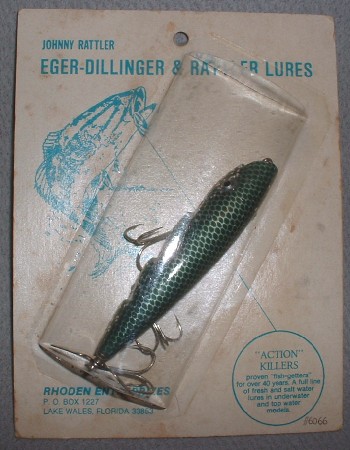 JOHNNY RATTLER
EGER-DILLINGER & RATTLER LURES
"ACTION"
KILLERS
proven "fish-getters"
for over 40 years. A full line
of fresh and salt water
lures in underwater
and top water
models.
RHODEN ENTERPRIZES
P. O. BOX 1227
LAKE WALES, FLORIDA 33853